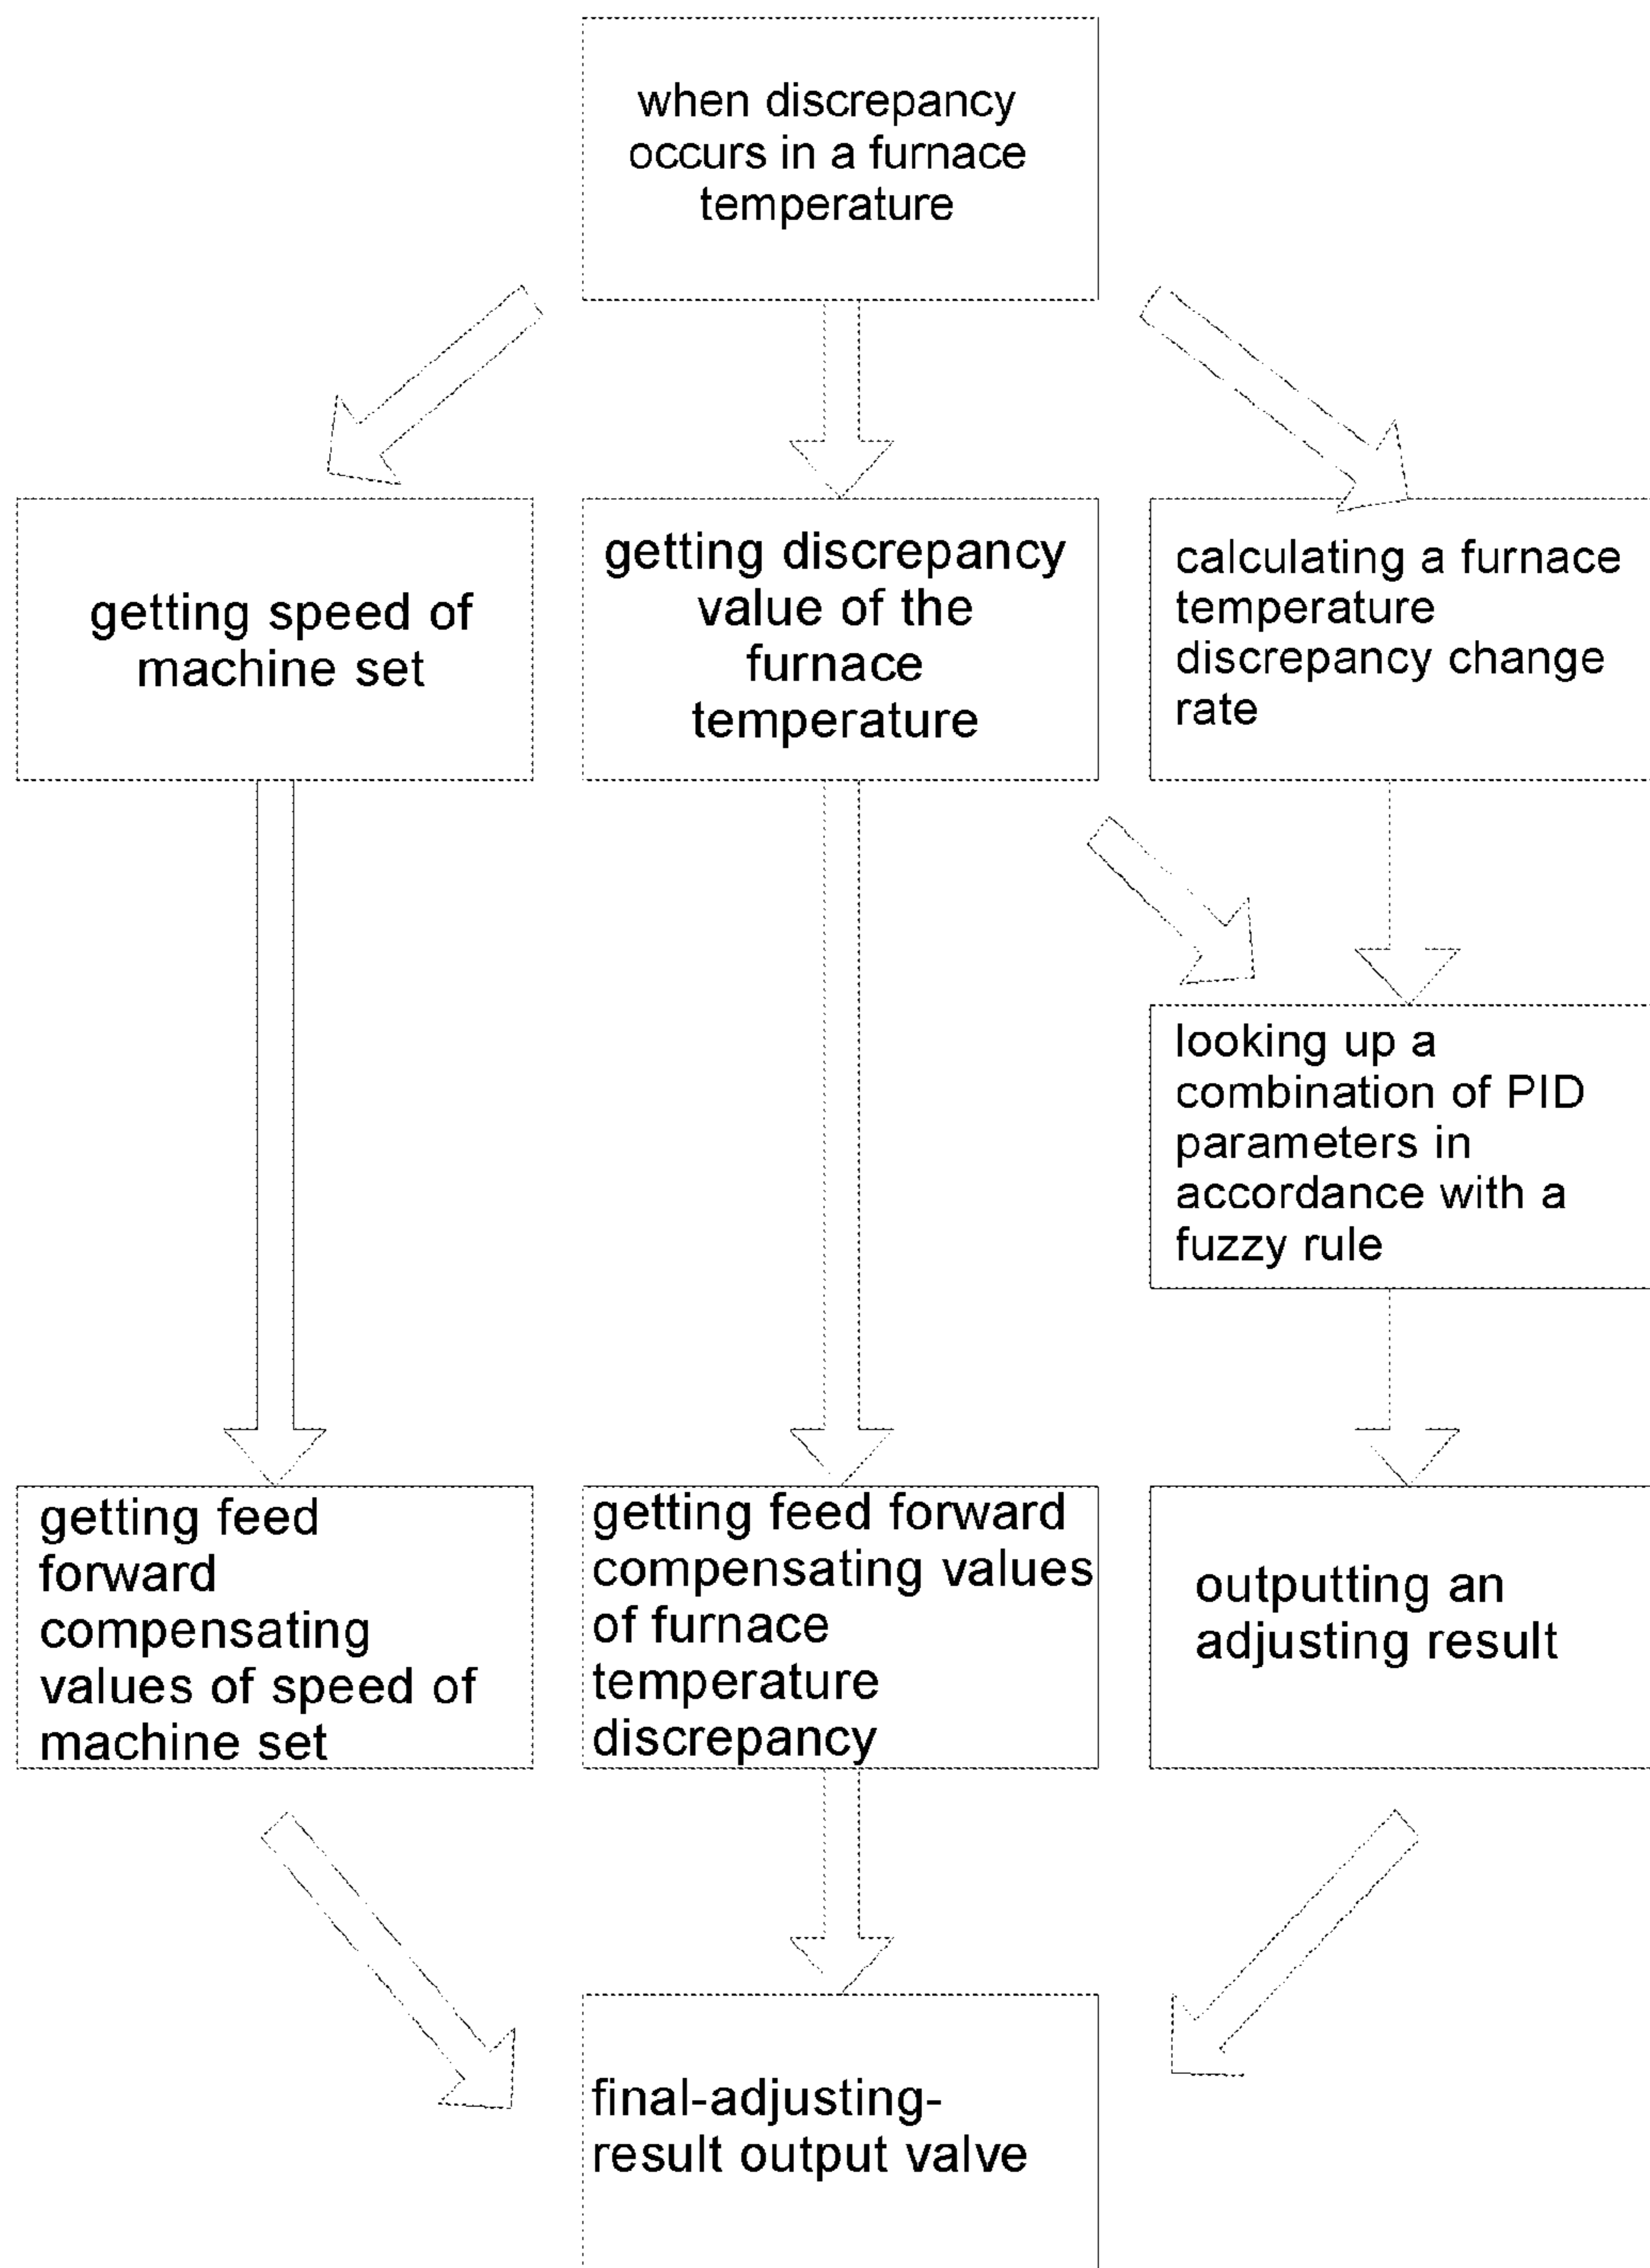 when discrepancy
occurs in a furnace
temperature
getting speed of
machine set
getting discrepancy
value of the
furnace
temperature
calculating a furnace
temperature
discrepancy change
rate
looking up a
combination of PID
parameters in
accordance with a
fuzzy rule
getting feed
forward
compensating
values of speed of
machine set
getting feed forward
compensating values
of furnace
temperature
discrepancy
outputting an
adjusting result
final-adjusting-
result output valve